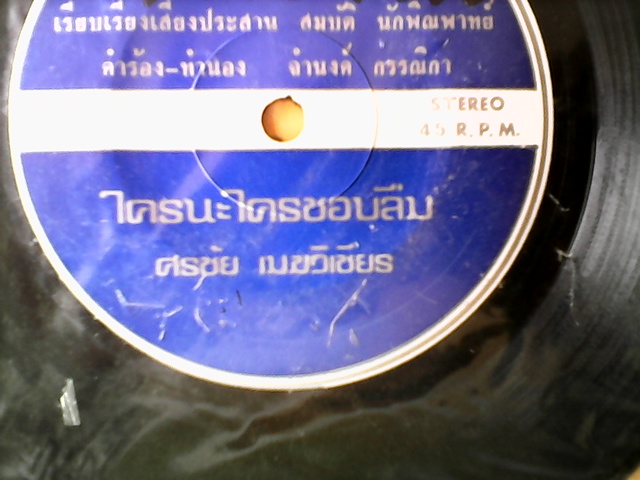 เรียบเรียงเสียงประสาน สมบัติ นักพิณพาทย์
คำร้อง-ทำนอง จำนงค์ กรรณิกา
STEREO
45 R.P.M.
ใครนะใครชอบลืม
ศรชัย เมฆวิเชียร